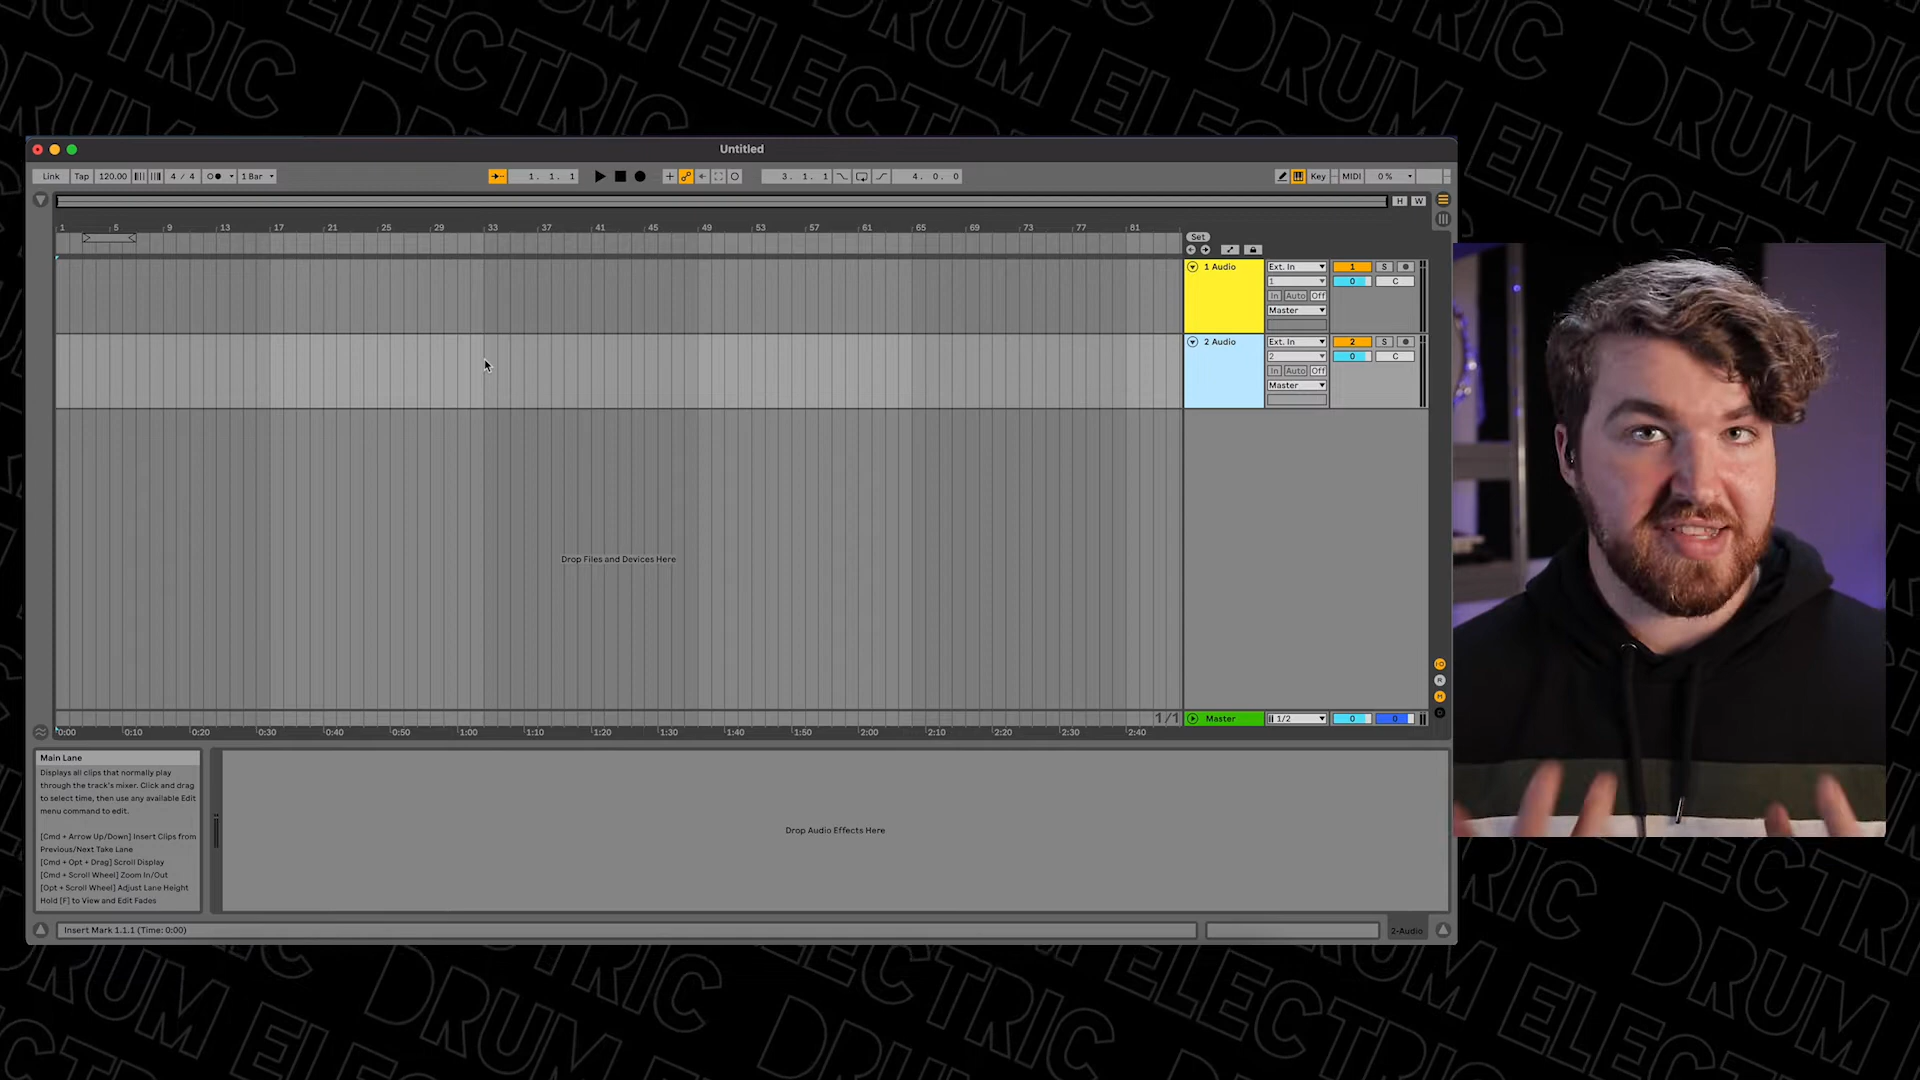 Untitled
Link Tap 120.00 4 / 4 1 Bar 1. 1. 1 3. 1. 1 4. 0. 0 Key MIDI 0 %
H W
1 5 9 13 17 21 25 29 33 37 41 45 49 53 57 61 65 69 73 77 81
Set
1 Audio Ext. In 1 S
1 0 C
In Auto Off
Master
2 Audio Ext. In 2 S
2 0 C
In Auto Off
Master
Drop Files and Devices Here
1/1 Master 1/2 0 0
0:00 0:10 0:20 0:30 0:40 0:50 1:00 1:10 1:20 1:30 1:40 1:50 2:00 2:10 2:20 2:30 2:40
Main Lane
Displays all clips that normally play
through the track's mixer. Click and drag
to select time, then use any available Edit
menu command to edit.
[Cmd + Arrow Up/Down] Insert Clips from
Previous/Next Take Lane
[Cmd + Opt + Drag] Scroll Display
[Cmd + Scroll Wheel] Zoom In/Out
[Opt + Scroll Wheel] Adjust Lane Height
Hold [F] to View and Edit Fades
Drop Audio Effects Here
Insert Mark 1.1.1 (Time: 0:00)
2-Audio
ELECTRIC DRUM